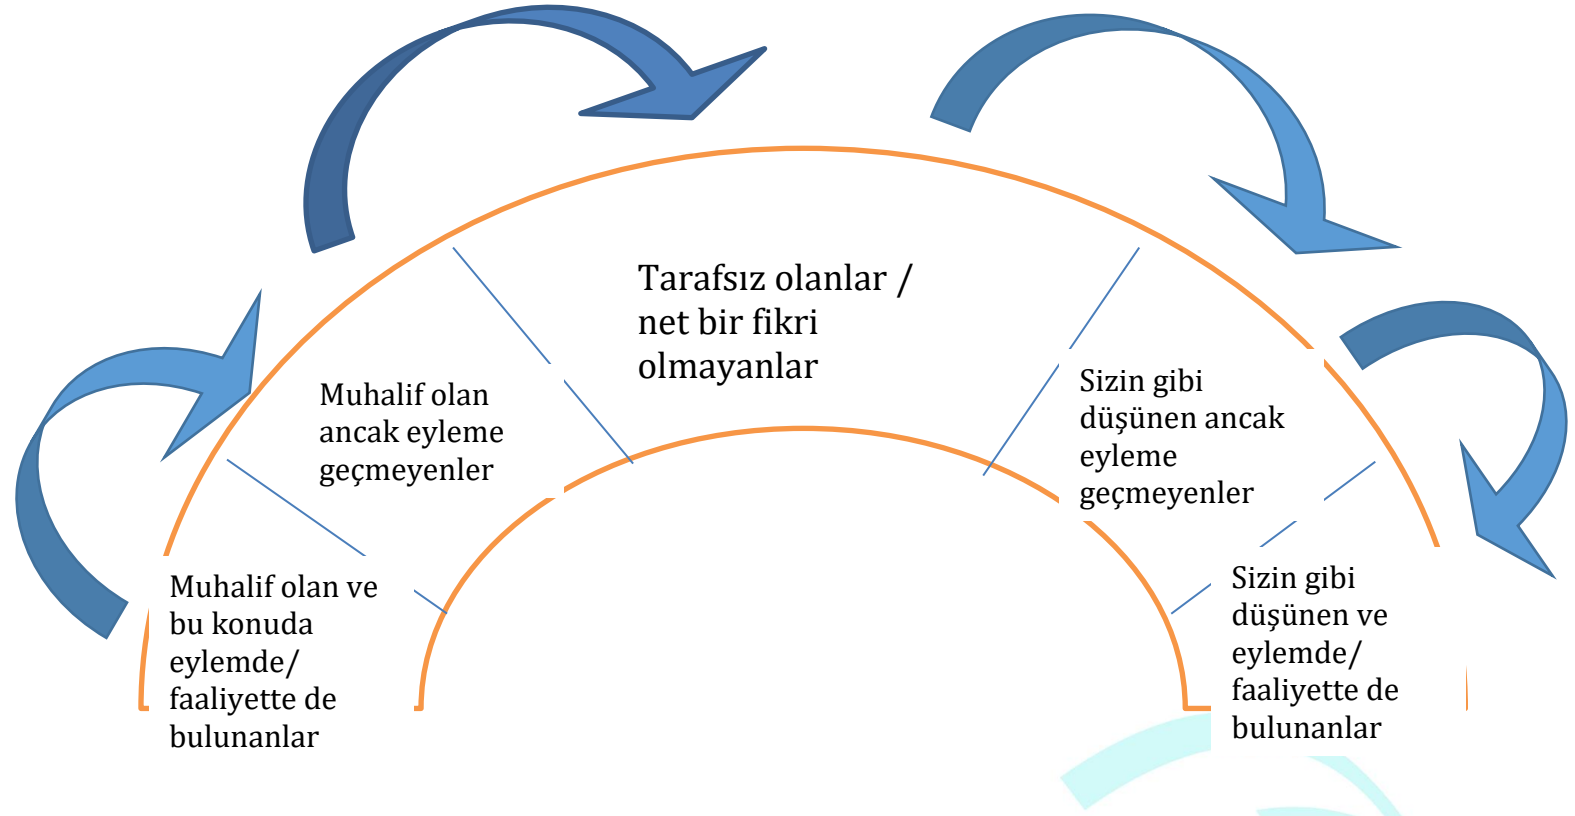 Tarafsız olanlar /
net bir fikri
olmayanlar
Muhalif olan
ancak eyleme
geçmeyenler
Sizin gibi
düşünen ancak
eyleme
geçmeyenler
Muhalif olan ve
bu konuda
eylemde/
faaliyette de
bulunanlar
Sizin gibi
düşünen ve
eylemde/
faaliyette de
bulunanlar